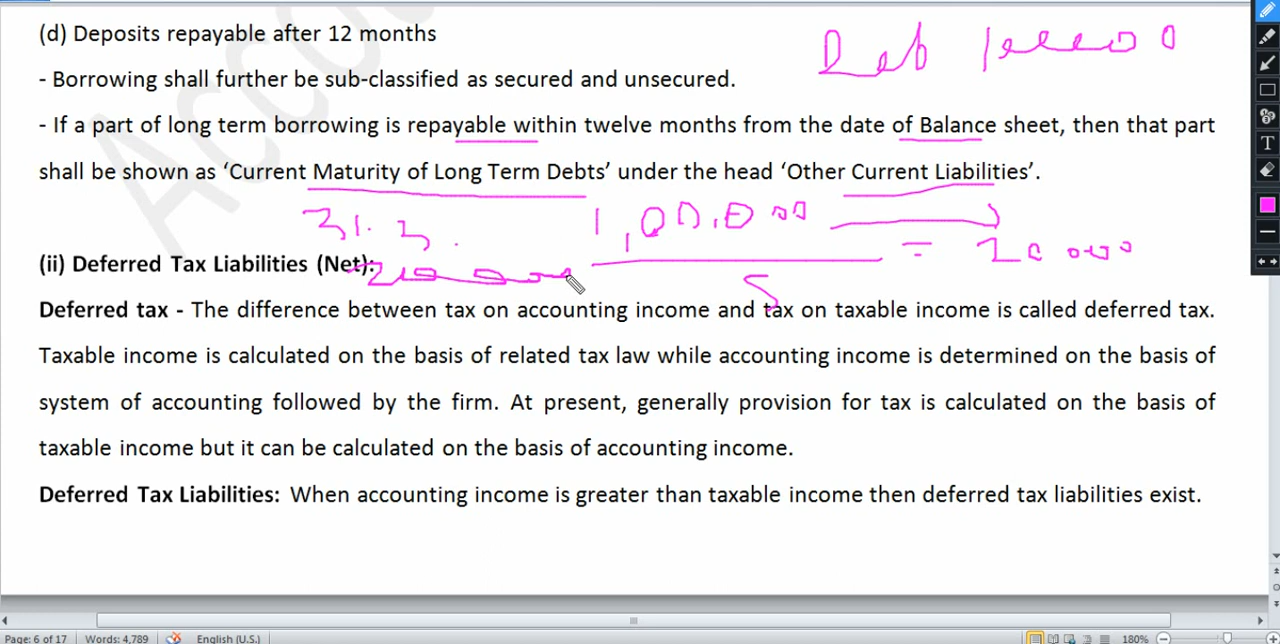 (d) Deposits repayable after 12 months
Deb
- Borrowing shall further be sub-classified as secured and unsecured.
- If a part of long term borrowing is repayable within twelve months from the date of Balance sheet, then that part
shall be shown as ‘Current Maturity of Long Term Debts’ under the head ‘Other Current Liabilities’.
31.3. 1,00,000
5 = 20000
(ii) Deferred Tax Liabilities (Net):
Deferred tax - The difference between tax on accounting income and tax on taxable income is called deferred tax.
Taxable income is calculated on the basis of related tax law while accounting income is determined on the basis of
system of accounting followed by the firm. At present, generally provision for tax is calculated on the basis of
taxable income but it can be calculated on the basis of accounting income.
Deferred Tax Liabilities: When accounting income is greater than taxable income then deferred tax liabilities exist.
Page: 6 of 17 Words: 4,789 English (U.S.) 180%